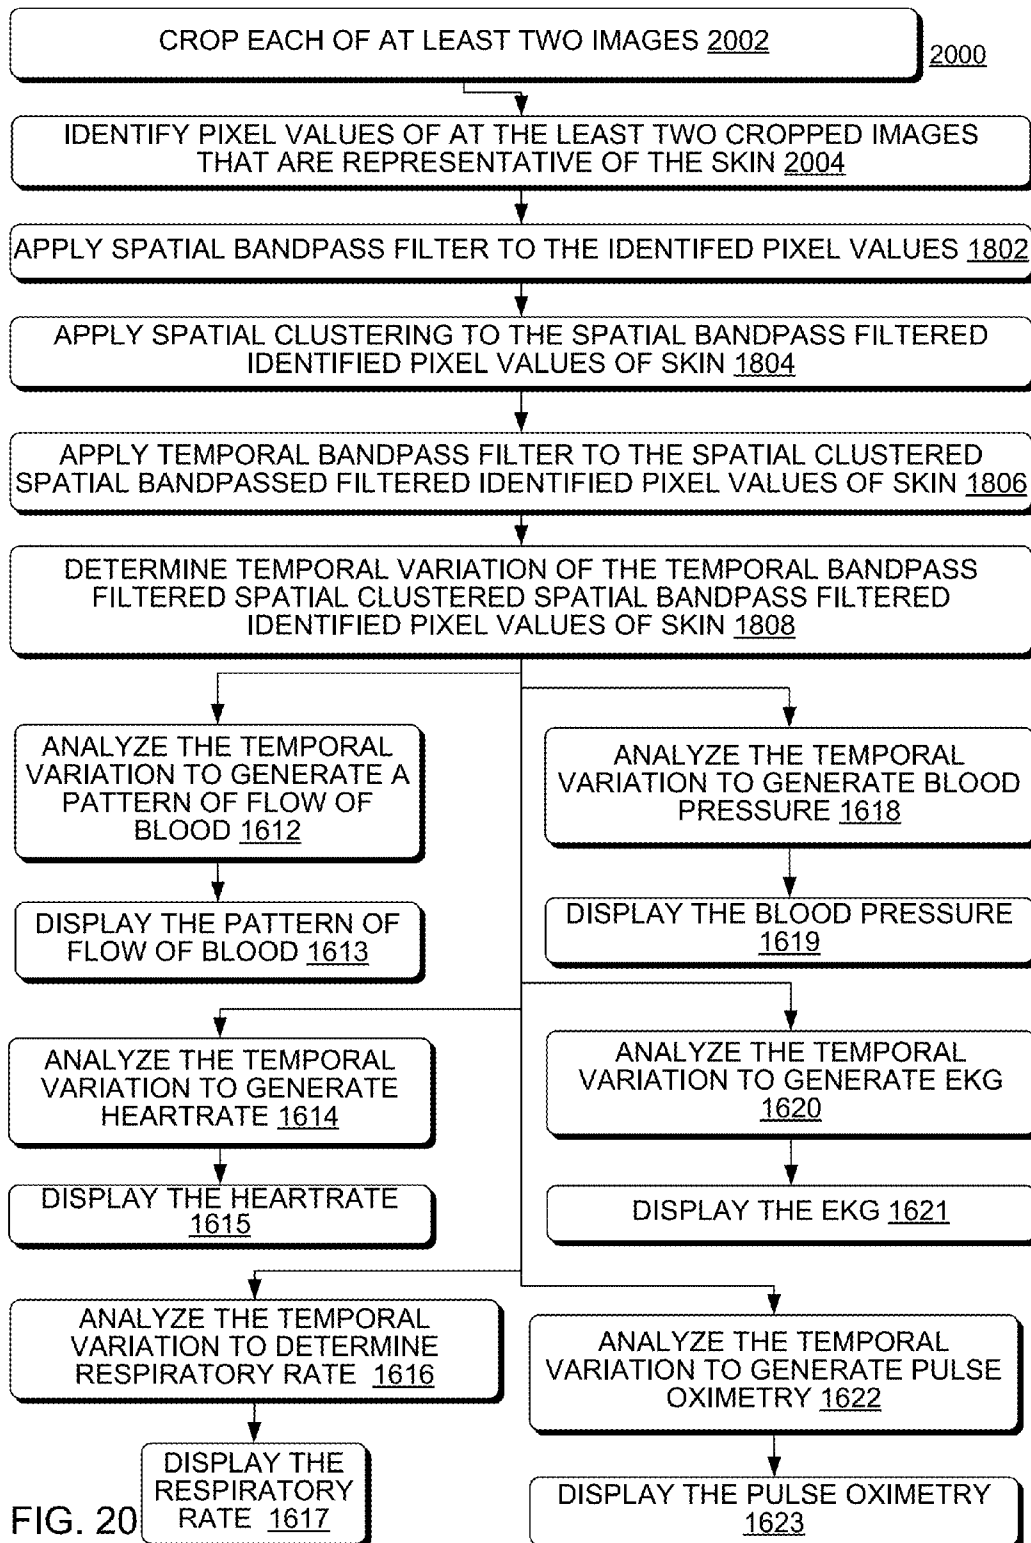 CROP EACH OF AT LEAST TWO IMAGES 2002
2000
IDENTIFY PIXEL VALUES OF AT THE LEAST TWO CROPPED IMAGES
THAT ARE REPRESENTATIVE OF THE SKIN 2004
APPLY SPATIAL BANDPASS FILTER TO THE IDENTIFED PIXEL VALUES 1802
APPLY SPATIAL CLUSTERING TO THE SPATIAL BANDPASS FILTERED
IDENTIFIED PIXEL VALUES OF SKIN 1804
APPLY TEMPORAL BANDPASS FILTER TO THE SPATIAL CLUSTERED
SPATIAL BANDPASSED FILTERED IDENTIFIED PIXEL VALUES OF SKIN 1806
DETERMINE TEMPORAL VARIATION OF THE TEMPORAL BANDPASS
FILTERED SPATIAL CLUSTERED SPATIAL BANDPASS FILTERED
IDENTIFIED PIXEL VALUES OF SKIN 1808
ANALYZE THE TEMPORAL
VARIATION TO GENERATE A
PATTERN OF FLOW OF
BLOOD 1612
ANALYZE THE TEMPORAL
VARIATION TO GENERATE BLOOD
PRESSURE 1618
DISPLAY THE PATTERN OF
FLOW OF BLOOD 1613
DISPLAY THE BLOOD PRESSURE
1619
ANALYZE THE TEMPORAL
VARIATION TO GENERATE
HEARTRATE 1614
ANALYZE THE TEMPORAL
VARIATION TO GENERATE EKG
1620
DISPLAY THE HEARTRATE
1615
DISPLAY THE EKG 1621
ANALYZE THE TEMPORAL
VARIATION TO DETERMINE
RESPIRATORY RATE 1616
ANALYZE THE TEMPORAL
VARIATION TO GENERATE PULSE
OXIMETRY 1622
DISPLAY THE
RESPIRATORY
RATE 1617
DISPLAY THE PULSE OXIMETRY
1623
FIG. 20